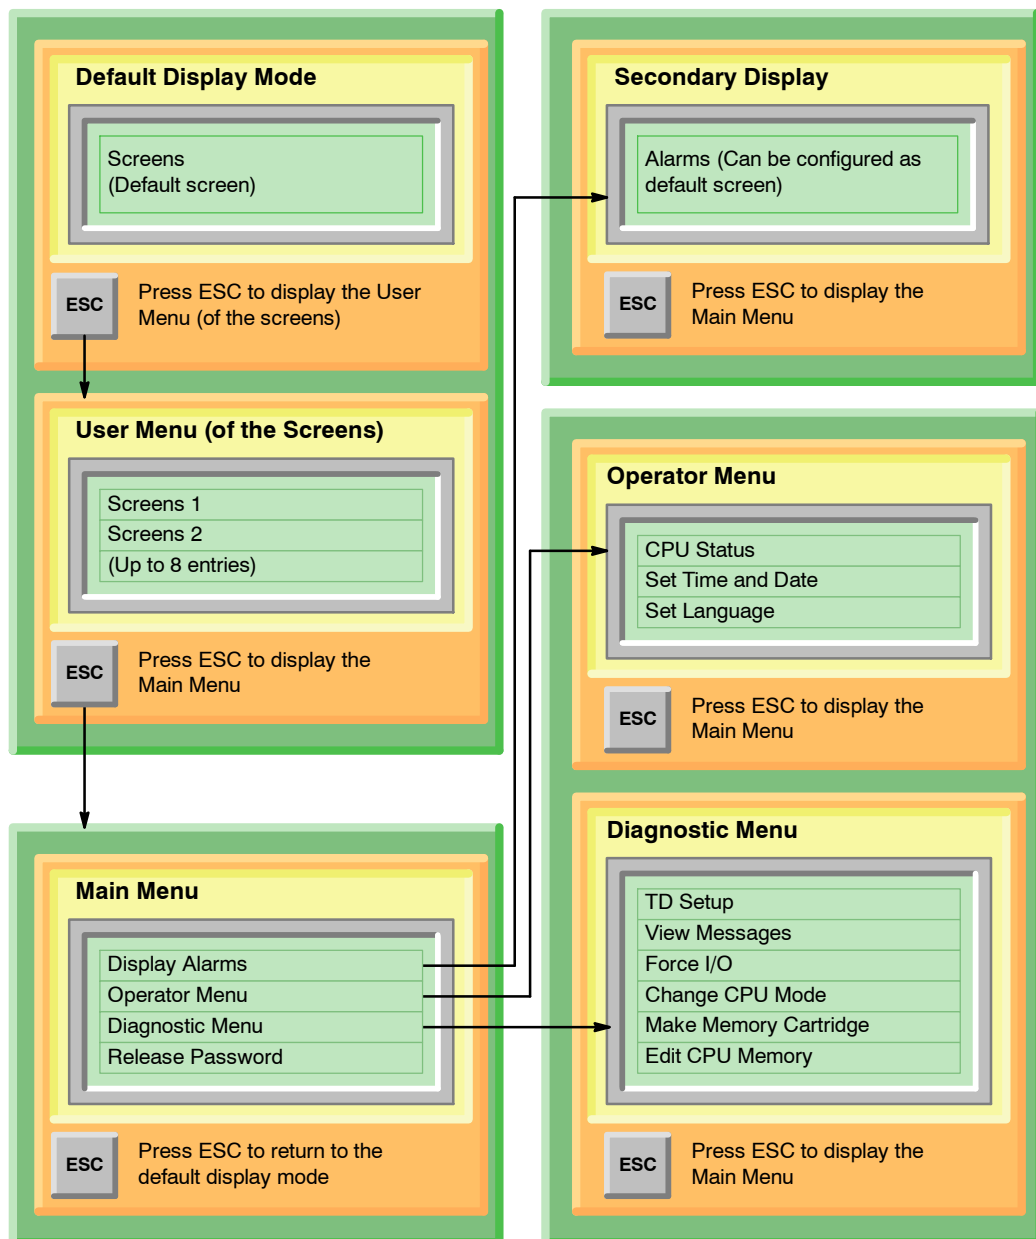 Default Display Mode
Screens
(Default screen)
ESC
Press ESC to display the User
Menu (of the screens)
User Menu (of the Screens)
Screens 1
Screens 2
(Up to 8 entries)
ESC
Press ESC to display the
Main Menu
Main Menu
Display Alarms
Operator Menu
Diagnostic Menu
Release Password
ESC
Press ESC to return to the
default display mode
Secondary Display
Alarms (Can be configured as
default screen)
ESC
Press ESC to display the
Main Menu
Operator Menu
CPU Status
Set Time and Date
Set Language
ESC
Press ESC to display the
Main Menu
Diagnostic Menu
TD Setup
View Messages
Force I/O
Change CPU Mode
Make Memory Cartridge
Edit CPU Memory
ESC
Press ESC to display the
Main Menu